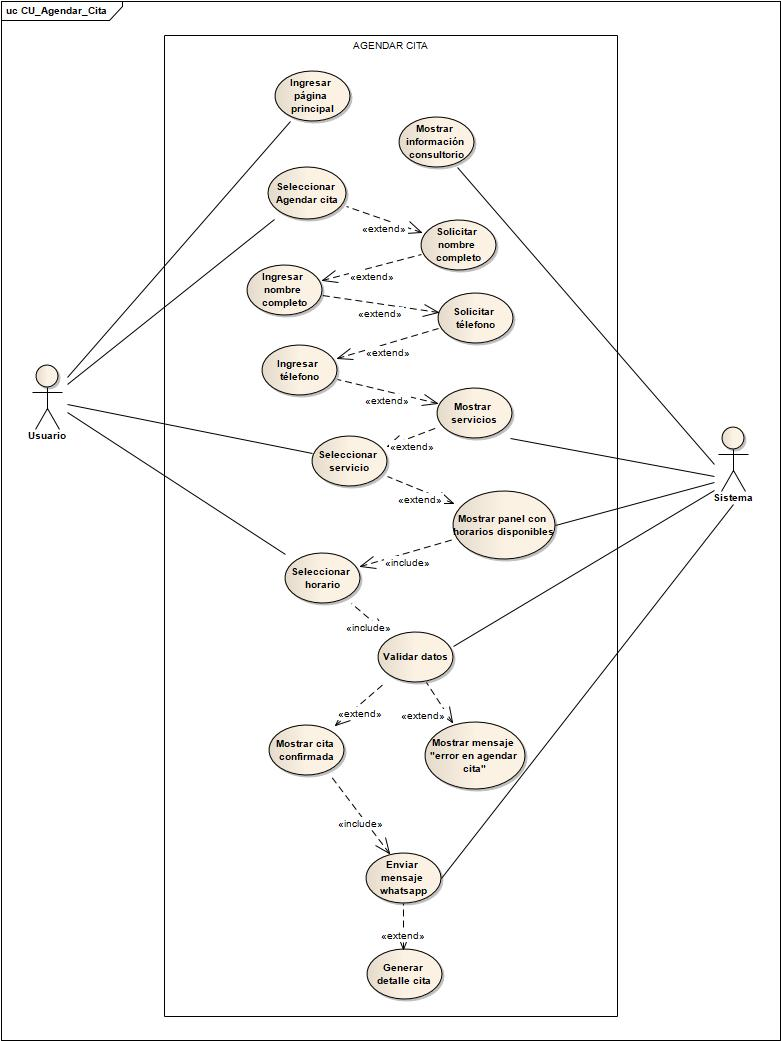 uc CU_Agendar_Cita
AGENDAR CITA
Ingresar
página
principal
Mostrar
información
consultorio
Seleccionar
Agendar cita
«extend»
Solicitar
nombre
completo
«extend»
Ingresar
nombre
completo
«extend»
Solicitar
télefono
«extend»
Ingresar
télefono
«extend»
Mostrar
servicios
«extend»
Usuario
Seleccionar
servicio
«extend»
Sistema
Mostrar panel con
horarios disponibles
«include»
Seleccionar
horario
«include»
Validar datos
«extend»
«extend»
Mostrar cita
confirmada
Mostrar mensaje
"error en agendar
cita"
«include»
Enviar
mensaje
whatsapp
«extend»
Generar
detalle cita